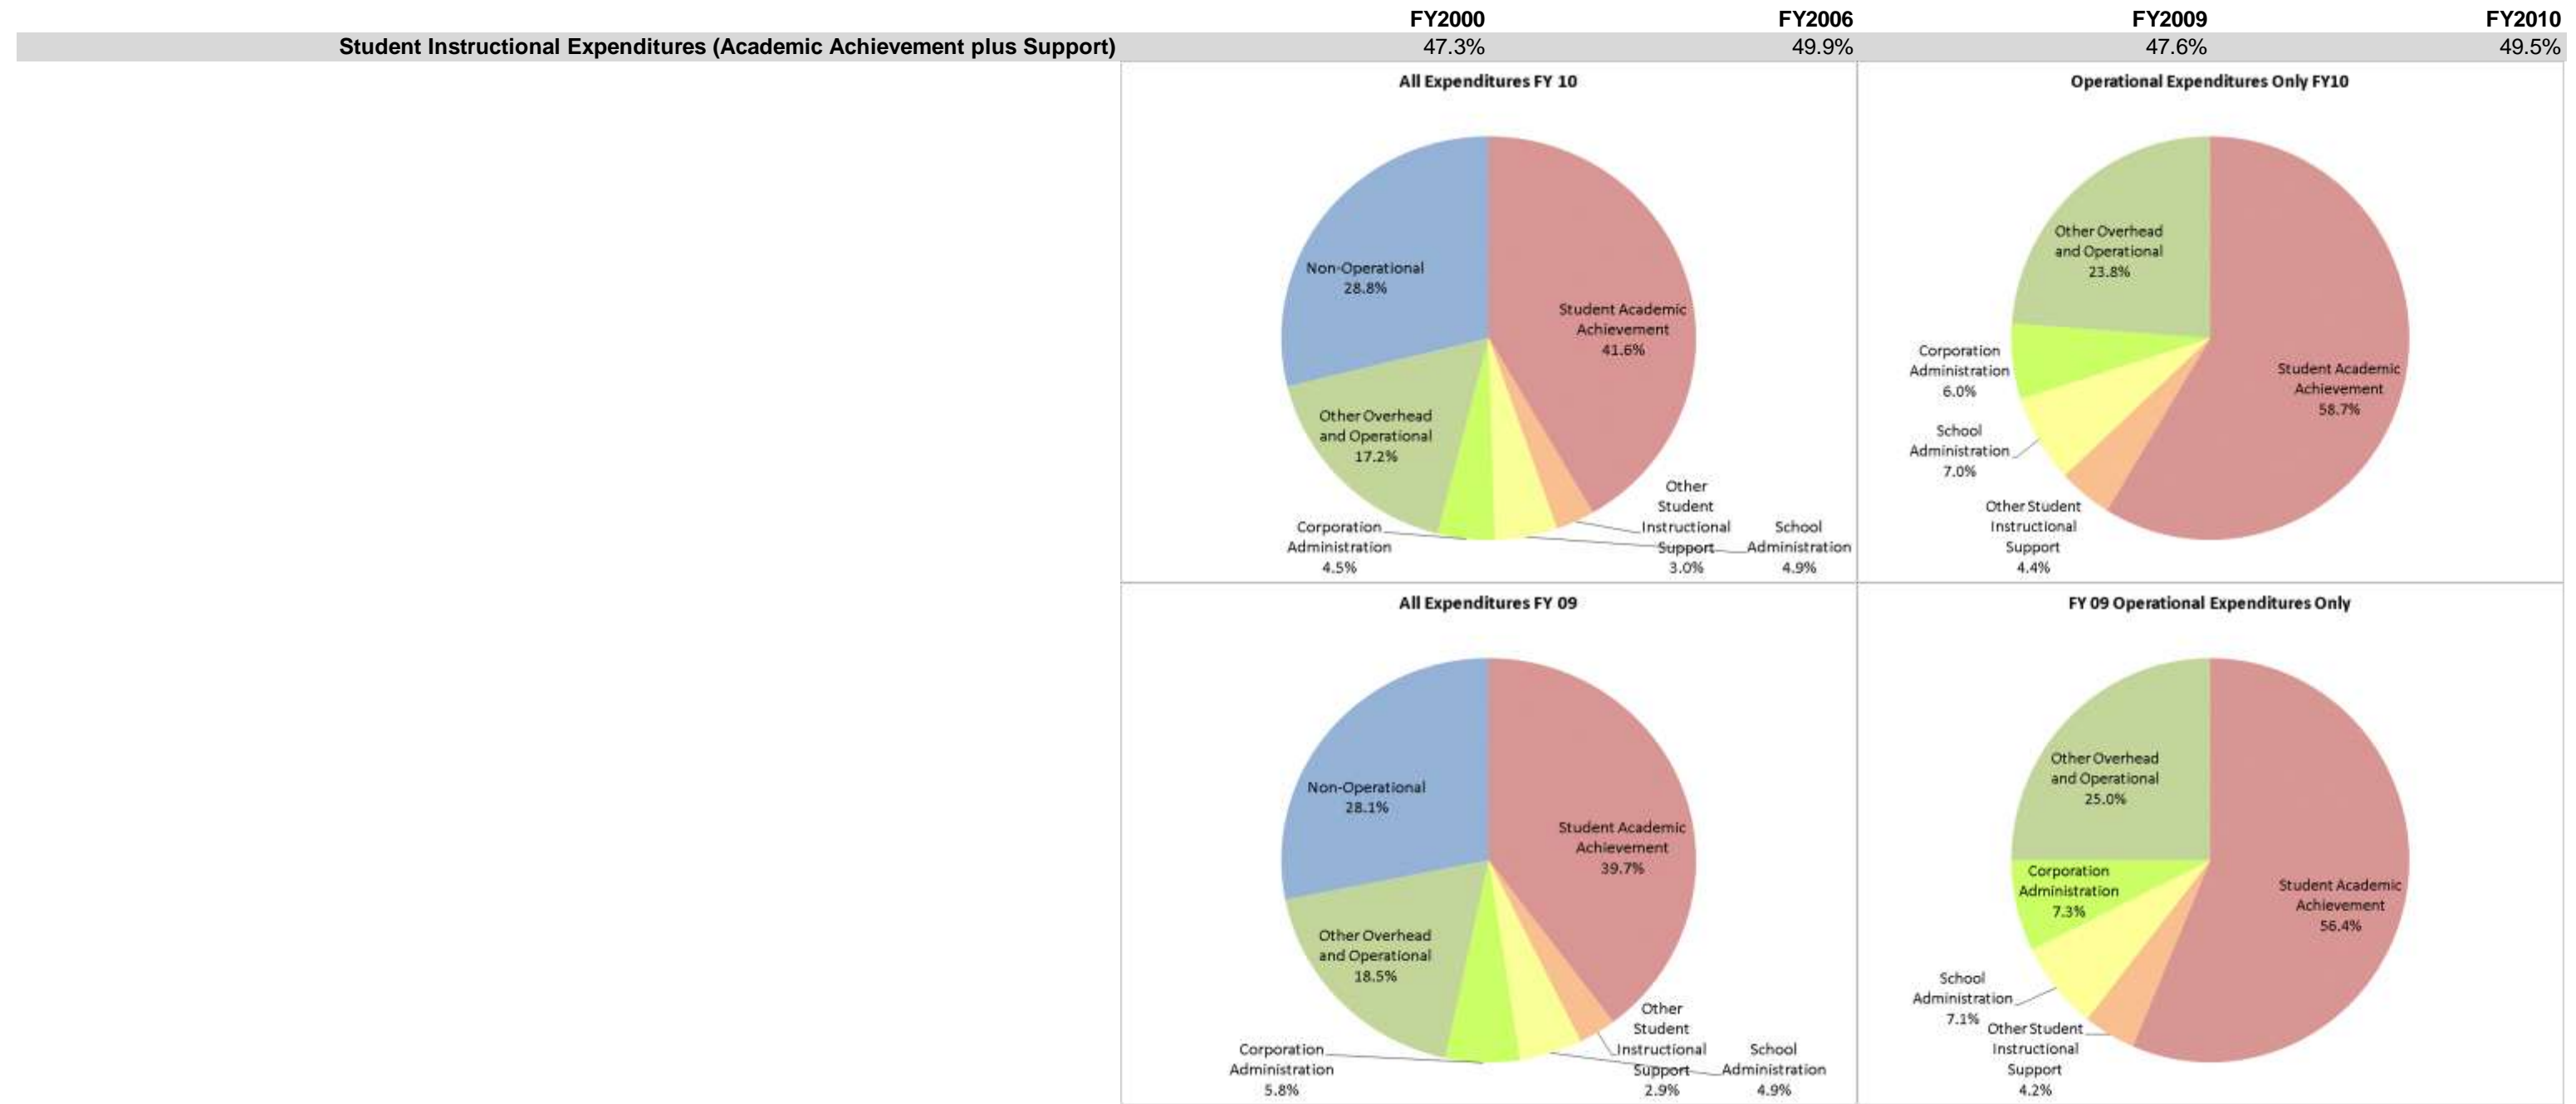 FY2000 FY2006 FY2009 FY2010
Student Instructional Expenditures (Academic Achievement plus Support) 47.3% 49.9% 47.6% 49.5%
All Expenditures FY 10
Non-Operational
28.8%
Student Academic
Achievement
41.6%
Other Overhead
and Operational
17.2%
Corporation
Administration
4.5%
Other
Student
Instructional
Support
3.0%
School
Administration
4.9%
Operational Expenditures Only FY10
Other Overhead
and Operational
23.8%
Corporation
Administration
6.0%
Student Academic
Achievement
58.7%
School
Administration
7.0%
Other Student
Instructional
Support
4.4%
All Expenditures FY 09
Non-Operational
28.1%
Student Academic
Achievement
39.7%
Other Overhead
and Operational
18.5%
Corporation
Administration
5.8%
Other
Student
Instructional
Support
2.9%
School
Administration
4.9%
FY 09 Operational Expenditures Only
Other Overhead
and Operational
25.0%
Corporation
Administration
7.3%
Student Academic
Achievement
56.4%
School
Administration
7.1%
Other Student
Instructional
Support
4.2%